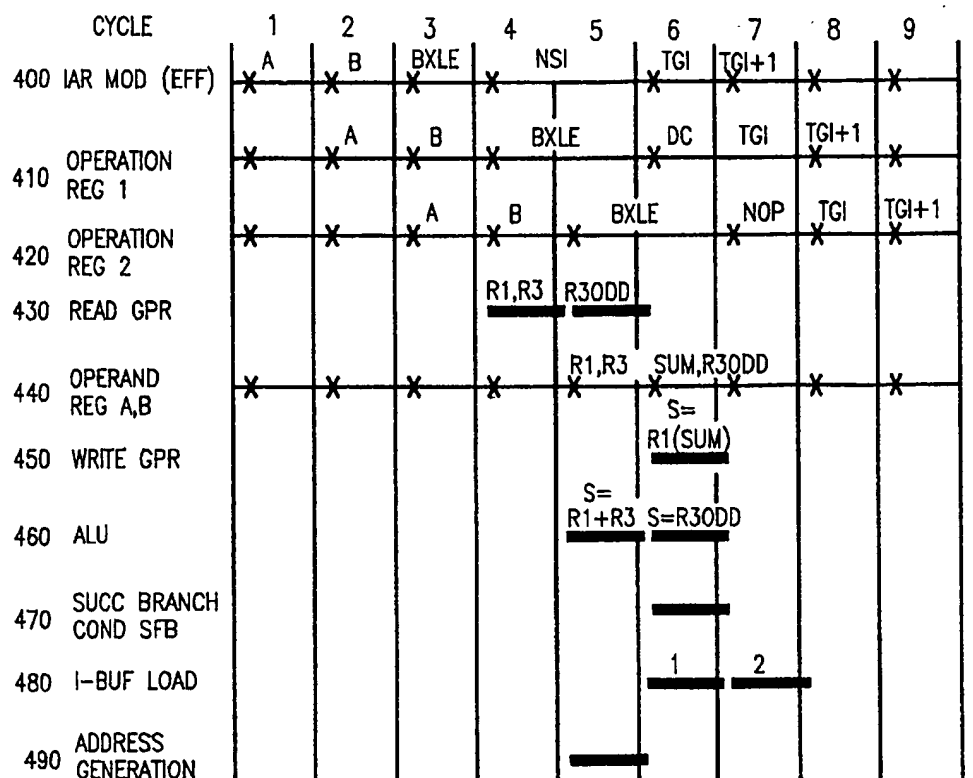 CYCLE 1 2 3 4 5 6 7 8 9
A B BXLE NSI TGI TGI+1
400 IAR MOD (EFF)
A B BXLE DC TGI TGI+1
410 OPERATION
REG 1
A B BXLE NOP TGI TGI+1
420 OPERATION
REG 2
R1,R3 R3ODD
430 READ GPR
R1,R3 SUM,R3ODD
440 OPERAND
REG A,B
S=
R1(SUM)
450 WRITE GPR
S=
R1+R3 S=R3ODD
460 ALU
470 SUCC BRANCH
COND SFB
1 2
480 I-BUF LOAD
490 ADDRESS
GENERATION